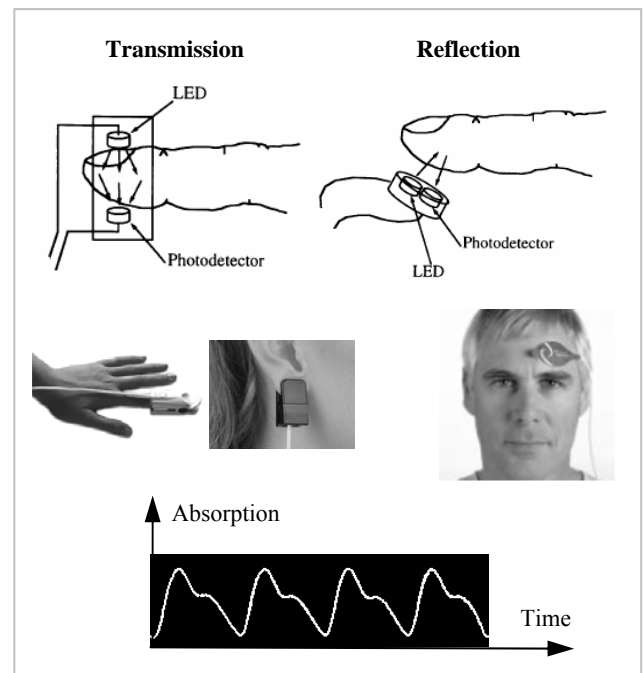 Transmission
Reflection
LED
Photodetector
Photodetector
LED
Absorption
Time